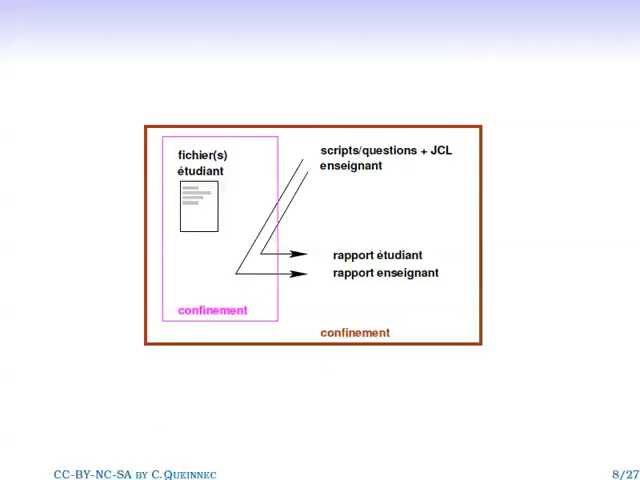 fichier(s)
étudiant
scripts/questions + JCL
enseignant
rapport étudiant
rapport enseignant
confinement
confinement
CC-BY-NC-SA BY C.QUEINNEC
8/27